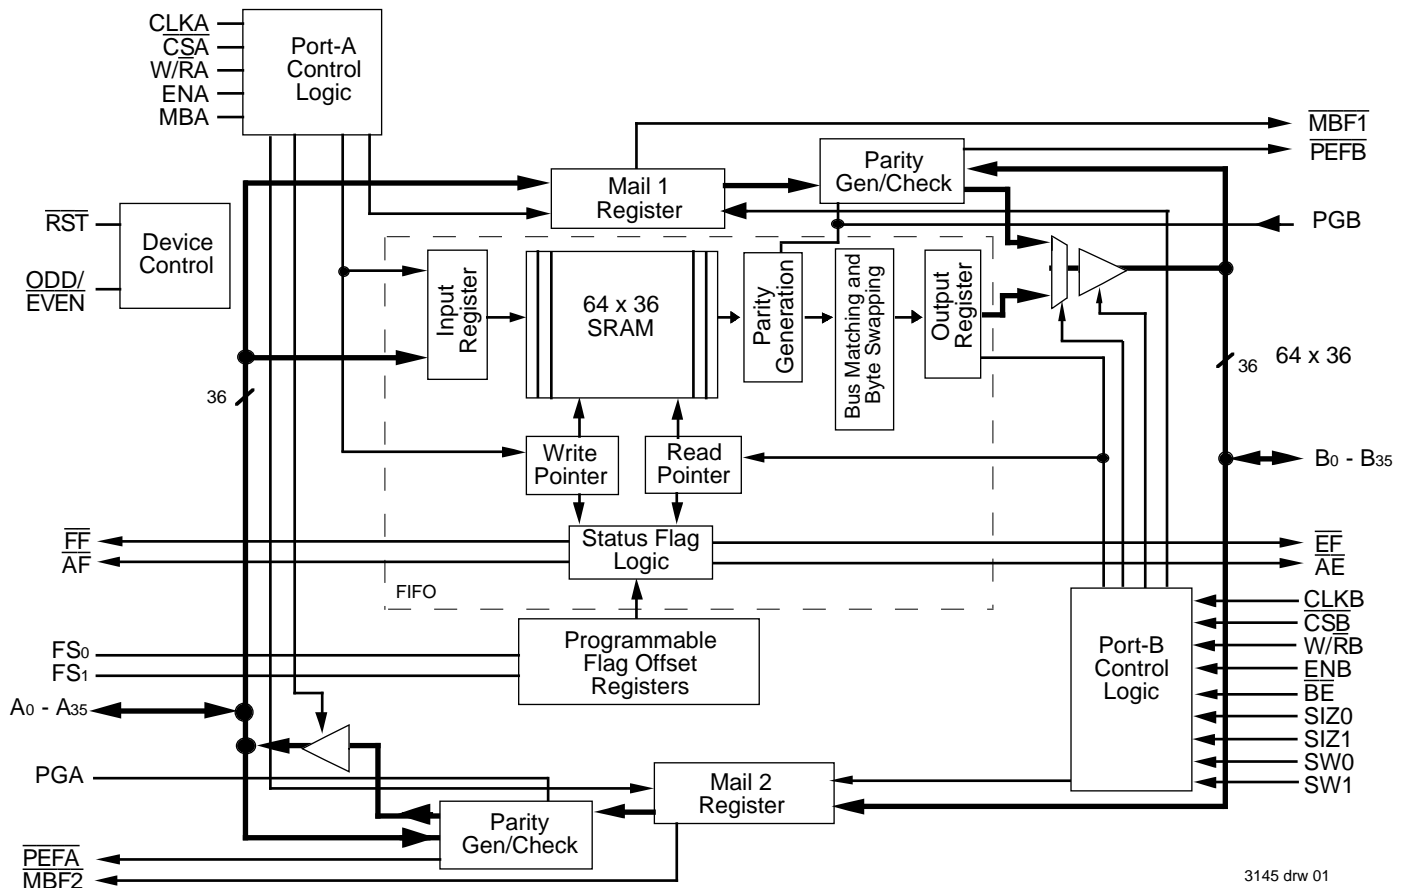 CLKA
CSA
W/RA
ENA
MBA
Port-A
Control
Logic
MBF1
PEFB
Mail 1
Register
Parity
Gen/Check
PGB
RST
ODD/
EVEN
Device
Control
Input
Register
64 x 36
SRAM
Parity
Generation
Bus Matching and
Byte Swapping
Output
Register
36
36
64 x 36
Write
Pointer
Read
Pointer
B0 - B35
FF
AF
Status Flag
Logic
EF
AE
FIFO
FS0
FS1
Programmable
Flag Offset
Registers
Port-B
Control
Logic
CLKB
CSB
W/RB
ENB
BE
SIZ0
SIZ1
SW0
SW1
A0 - A35
PGA
Mail 2
Register
Parity
Gen/Check
PEFA
MBF2
3145 drw 01